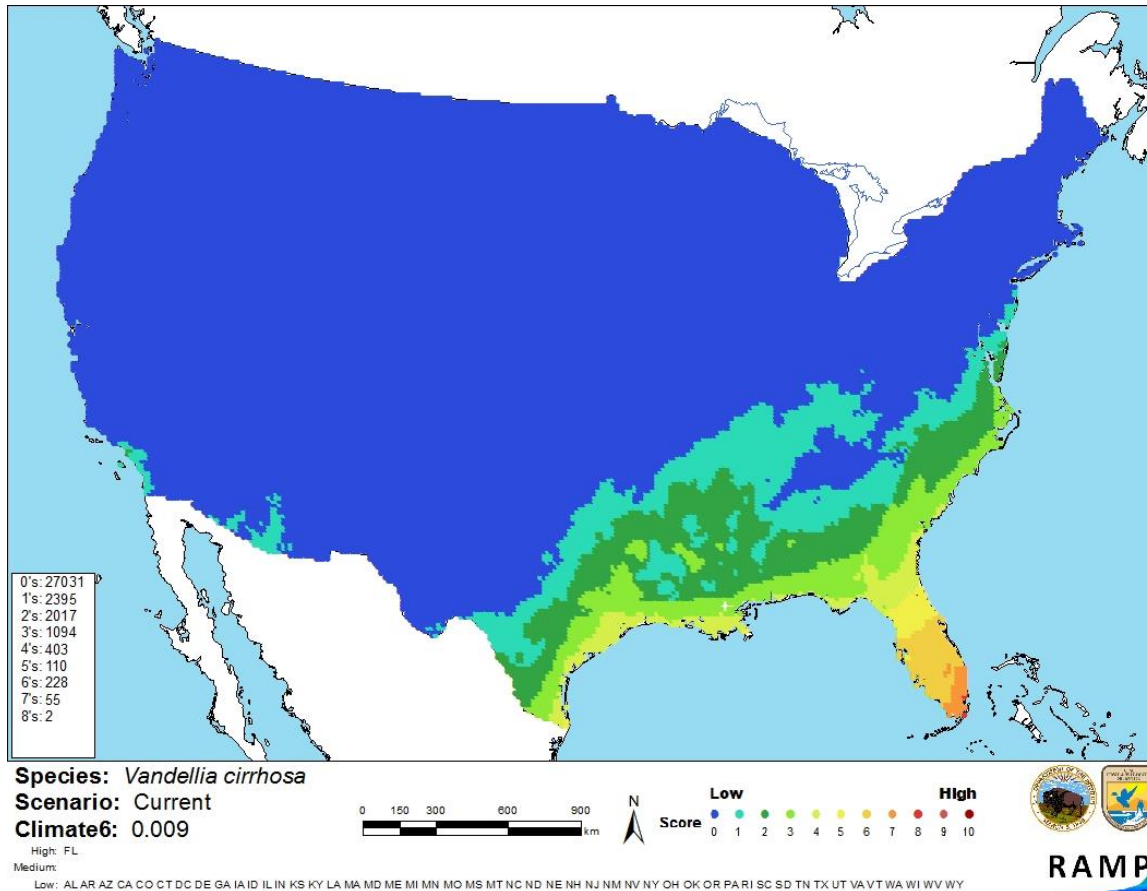 0's: 27031
1's: 2395
2's: 2017
3's: 1094
4's: 403
5's: 110
6's: 228
7's: 55
8's: 2
Species: Vandellia cirrhosa
Scenario: Current
Climate6: 0.009
High: FL
Medium:
Low: AL AR AZ CA CO CT DC DE GA IA ID IL IN KS KY LA MA MD ME MI MN MO MS MT NC ND NE NH NJ NM NV NY OH OK OR PA RI SC SD TN TX UT VA VT WA WI WV WY
0 150 300 600 900
km
N
Low High
Score 0 1 2 3 4 5 6 7 8 9 10
RAMP